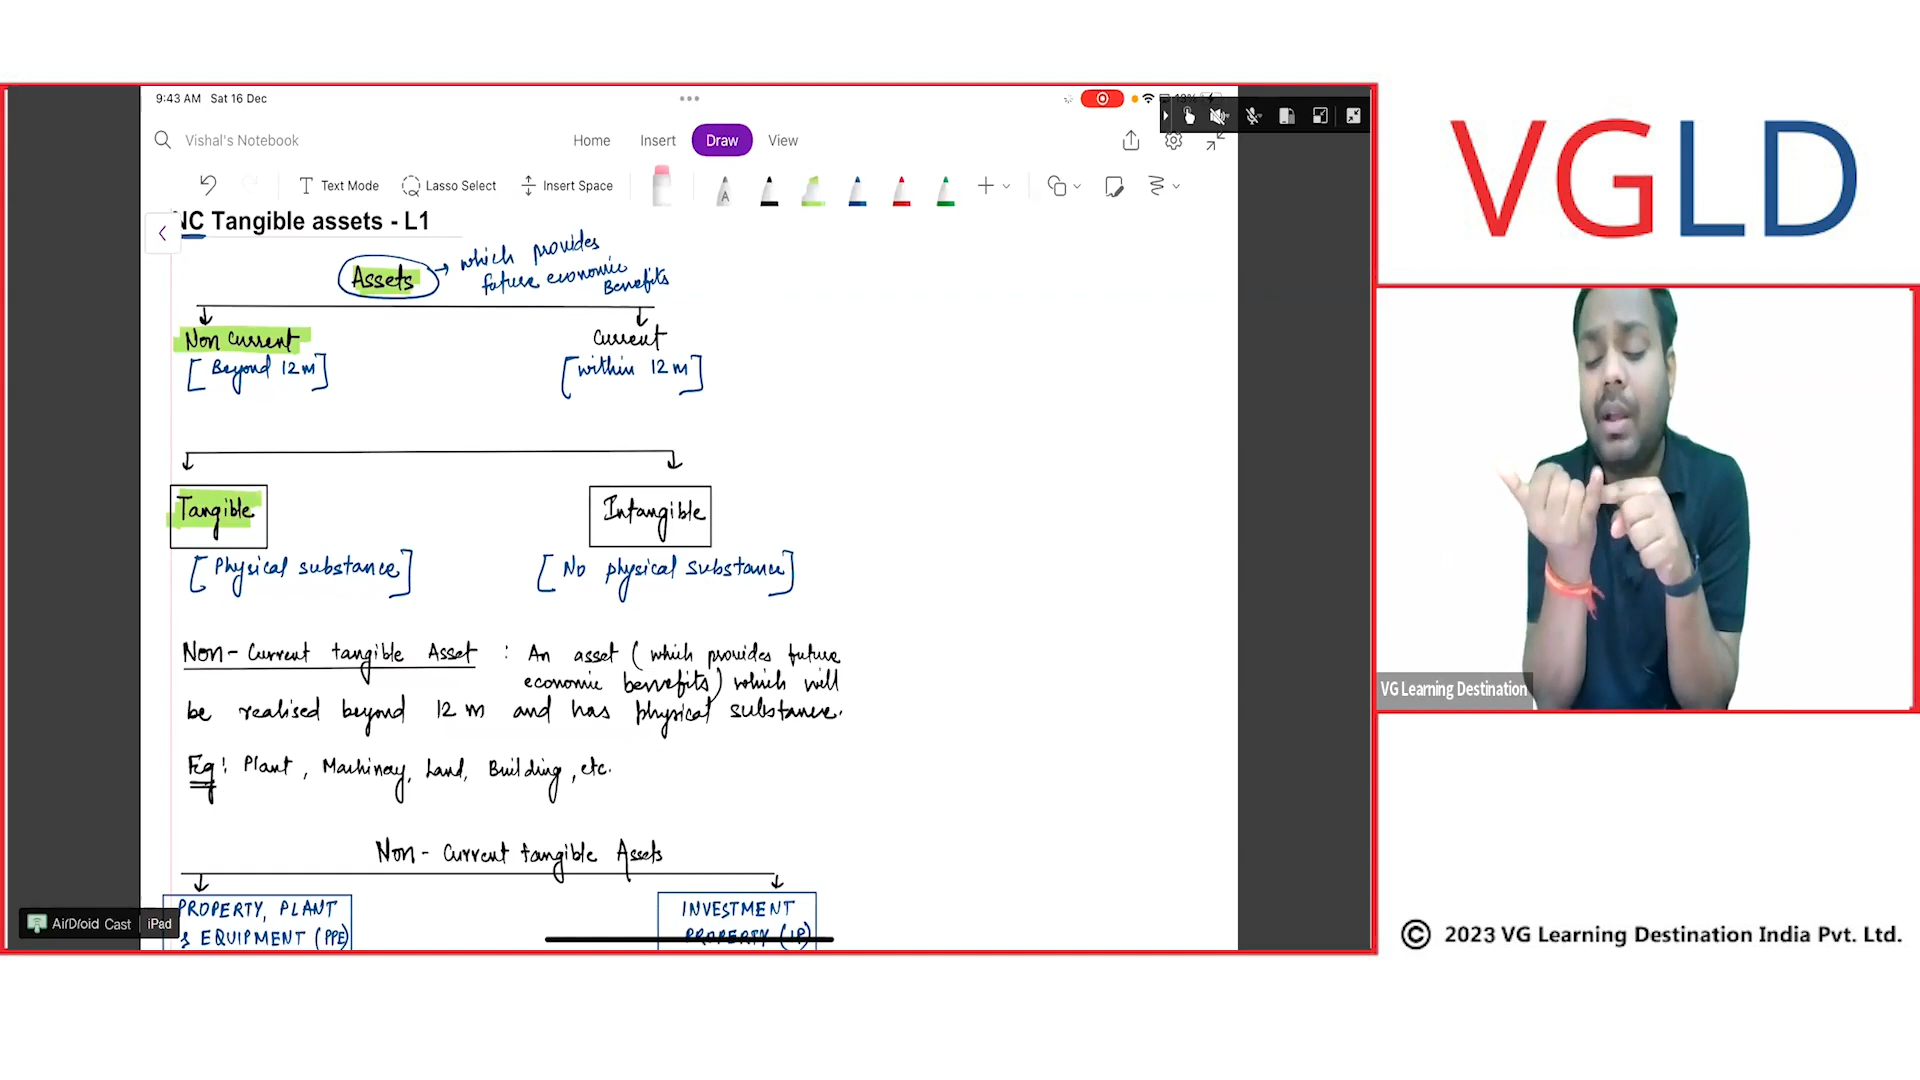 9:43 AM Sat 16 Dec
13%
Vishal's Notebook
Home Insert Draw View
Text Mode Lasso Select Insert Space
A
NC Tangible assets - L1
Assets → which provides
future economic
Benefits
Non Current Current
[Beyond 12 m] [within 12 m]
Tangible Intangible
[Physical substance] [No physical substance]
Non-Current tangible Asset : An asset (which provides future
economic benefits) which will
be realised beyond 12 m and has physical substance.
Eg: Plant, Machinery, Land, Building, etc.
Non-Current tangible Assets
PROPERTY, PLANT INVESTMENT
& EQUIPMENT (PPE) PROPERTY (IP)
AirDroid Cast iPad
VGLD
VG Learning Destination
© 2023 VG Learning Destination India Pvt. Ltd.